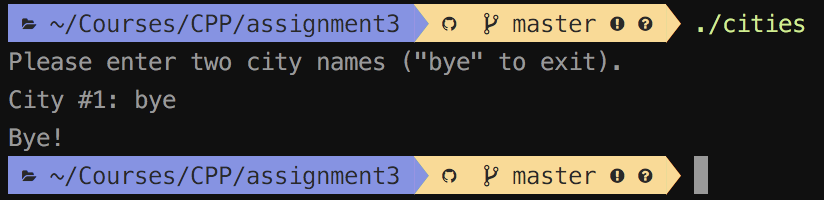 ~/Courses/CPP/assignment3 master ./cities
Please enter two city names ("bye" to exit).
City #1: bye
Bye!
~/Courses/CPP/assignment3 master